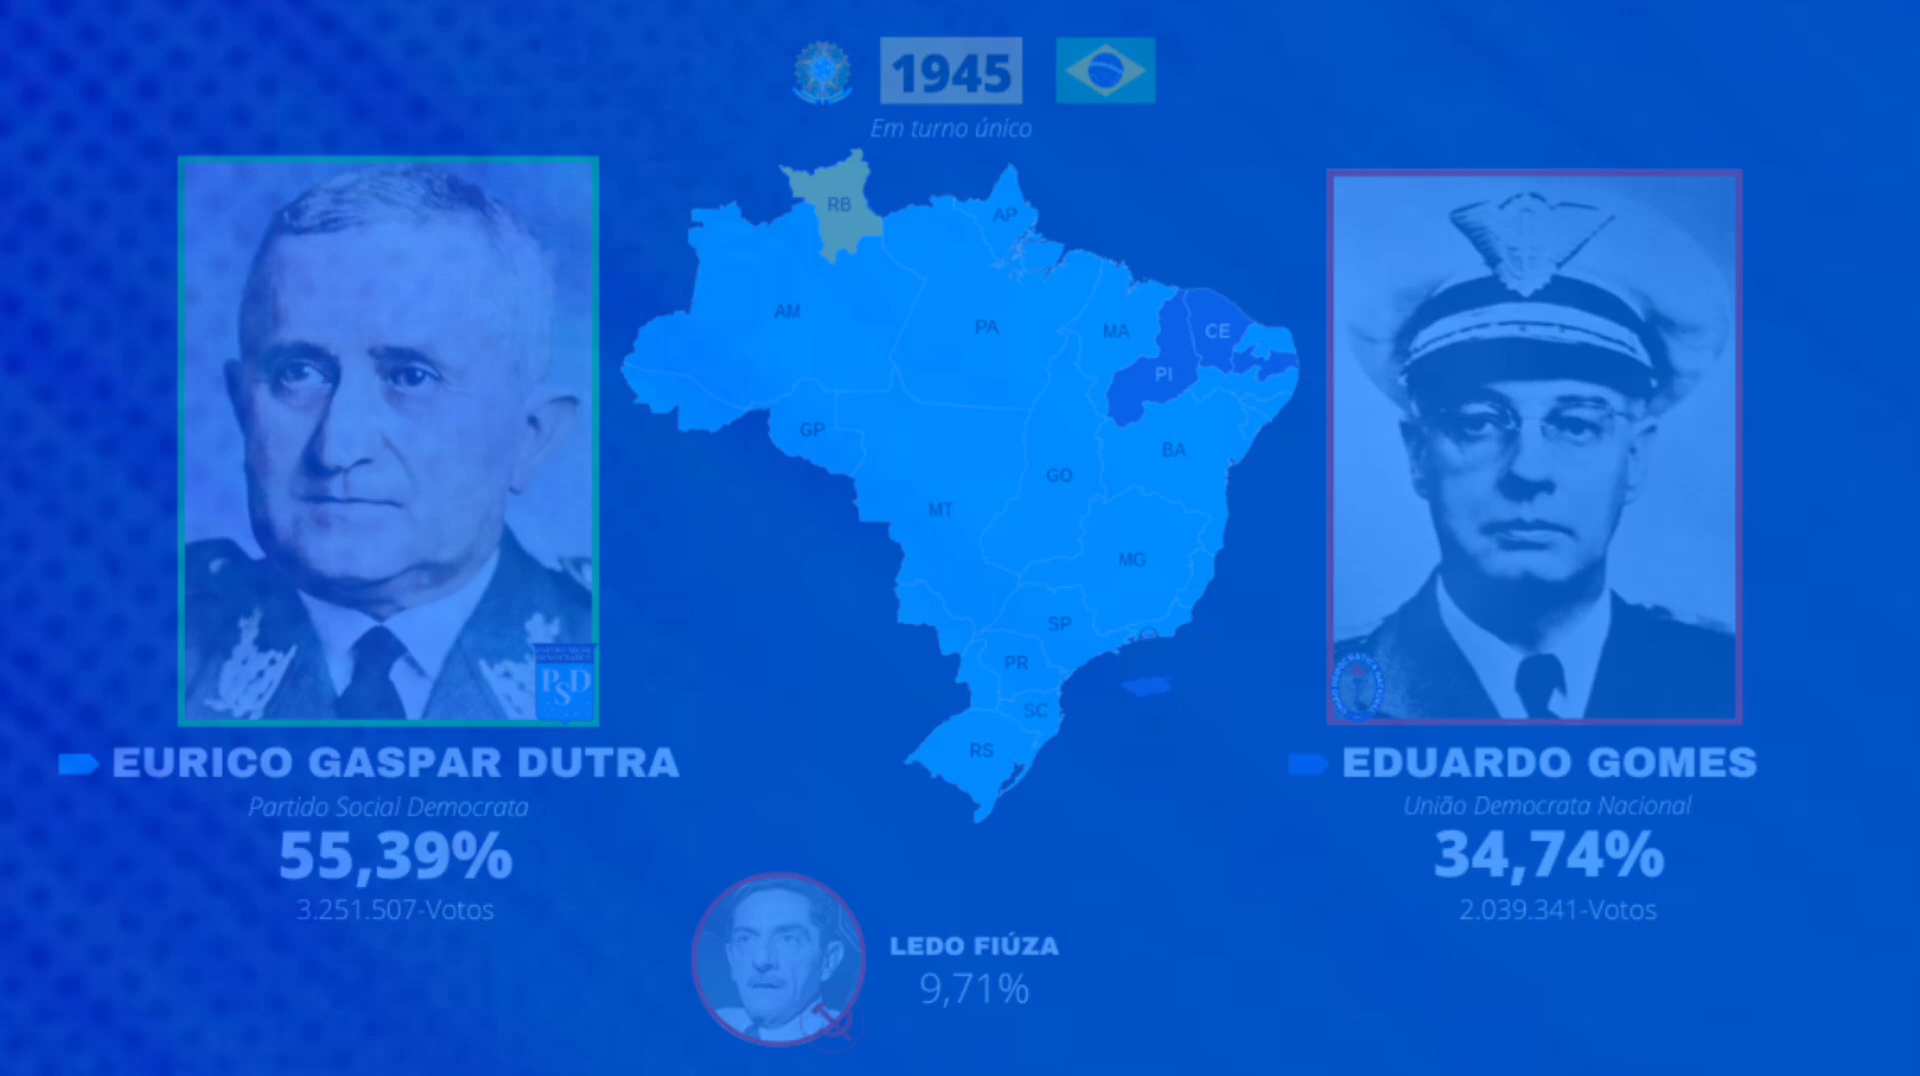 1945
Em turno único
RB
AP
AM
PA
MA
CE
PI
GP
BA
GO
MT
MG
SP
PR
SC
RS
PSD
EURICO GASPAR DUTRA
Partido Social Democrata
55,39%
3.251.507-Votos
EDUARDO GOMES
União Democrata Nacional
34,74%
2.039.341-Votos
LEDO FIÚZA
9,71%